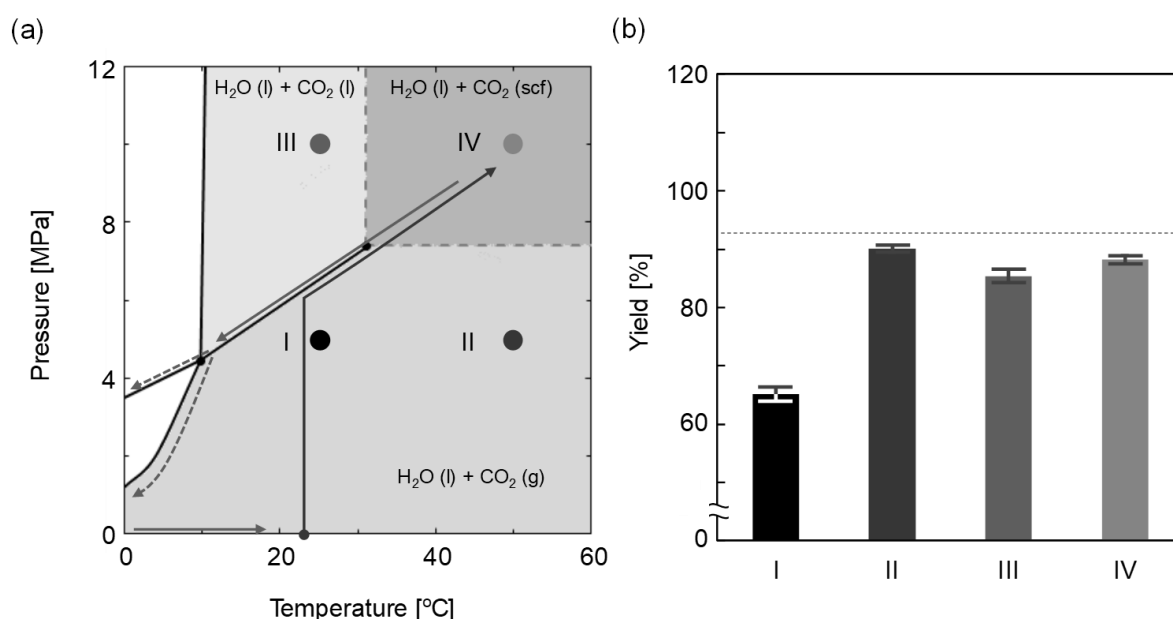 (a)
12
8
4
0
0
20
40
60
Pressure [MPa]
Temperature [ºC]
H₂O (l) + CO₂ (l)
H₂O (l) + CO₂ (scf)
III
IV
I
II
H₂O (l) + CO₂ (g)
(b)
120
100
80
60
0
Yield [%]
I
II
III
IV